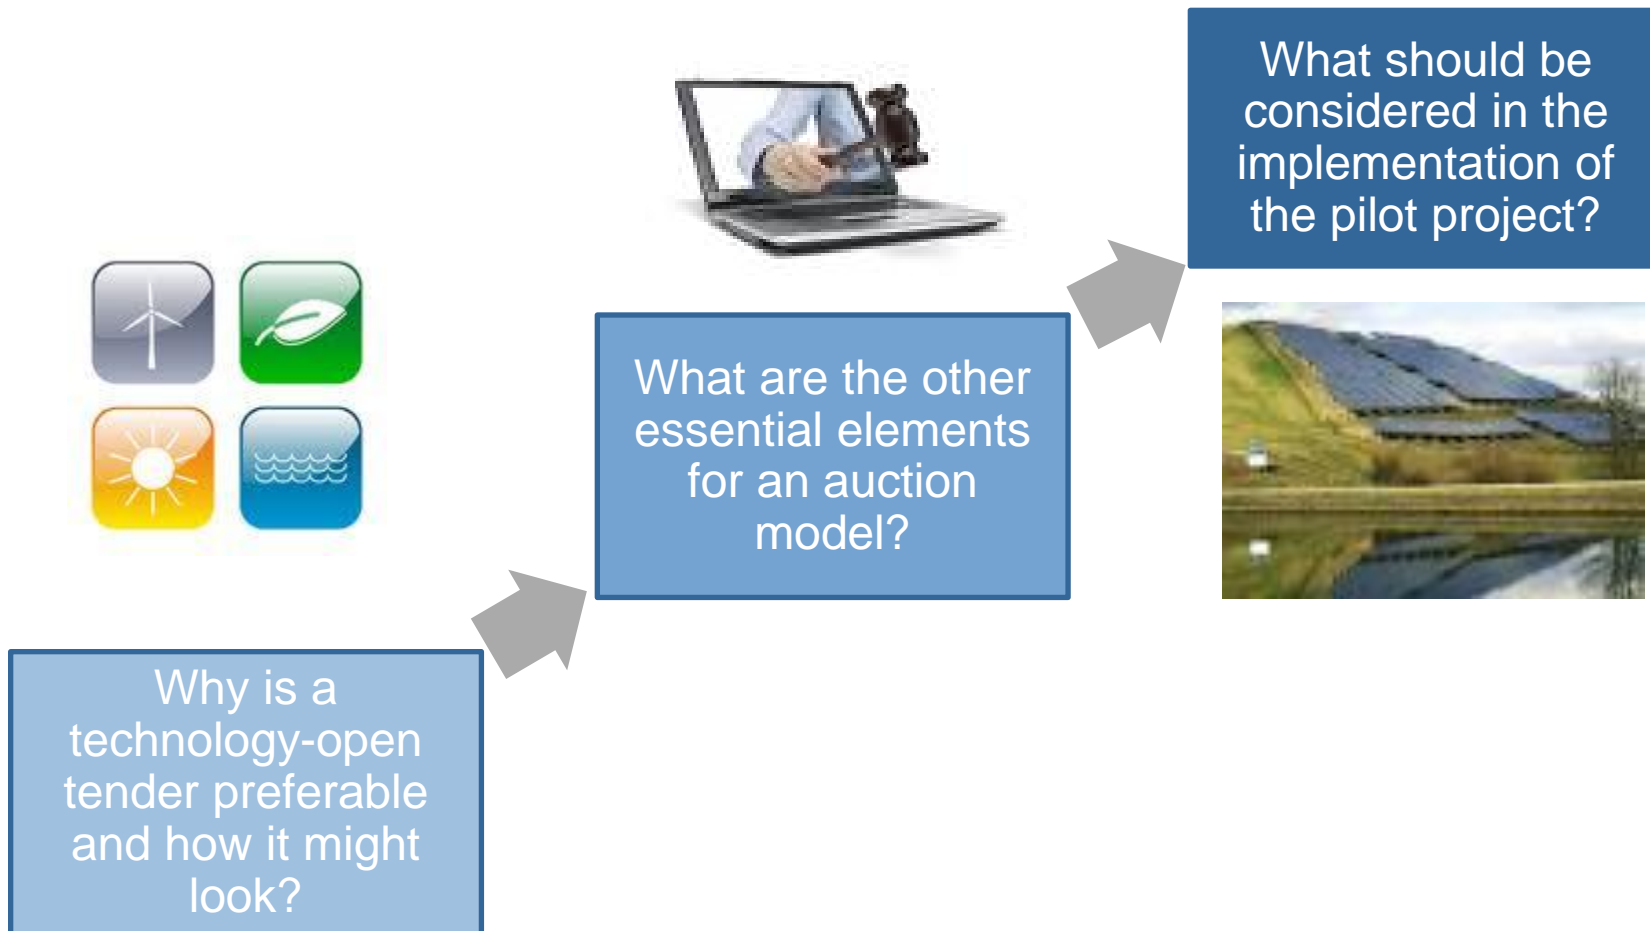 Why is a
technology-open
tender preferable
and how it might
look?
What are the other
essential elements
for an auction
model?
What should be
considered in the
implementation of
the pilot project?